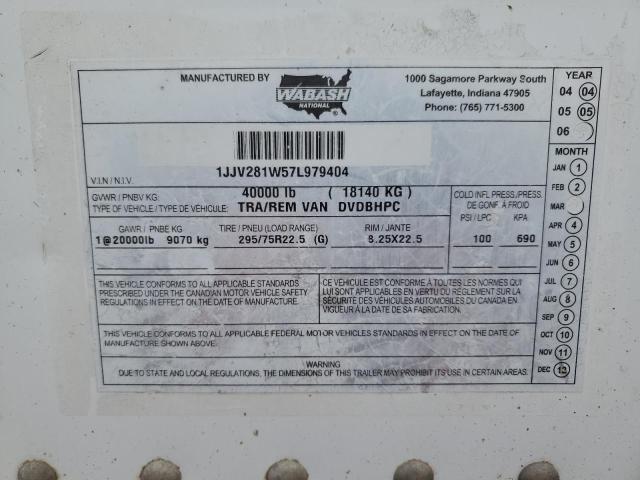 MANUFACTURED BY
WABASH
NATIONAL
1000 Sagamore Parkway South
Lafayette, Indiana 47905
Phone: (765) 771-5300
1JJV281W57L979404
V.I.N / N.I.V.
GVWR / PNBV KG: 40000 lb ( 18140 KG )
TYPE OF VEHICLE / TYPE DE VÉHICULE: TRA/REM VAN DVDBHPC
COLD INFL PRESS./PRESS. DE GONF. À FROID
PSI / LPC KPA
GAWR / PNBE KG TIRE / PNEU (LOAD RANGE) RIM / JANTE
1@20000lb 9070 kg 295/75R22.5 (G) 8.25X22.5 100 690
THIS VEHICLE CONFORMS TO ALL APPLICABLE STANDARDS
PRESCRIBED UNDER THE CANADIAN MOTOR VEHICLE SAFETY
REGULATIONS IN EFFECT ON THE DATE OF MANUFACTURE.
CE VÉHICULE EST CONFORME À TOUTES LES NORMES QUI
LUI SONT APPLICABLES EN VERTU DU RÉGLEMENT SUR LA
SÉCURITÉ DES VÉHICULES AUTOMOBILES DU CANADA EN
VIGUEUR À LA DATE DE SA FABRICATION.
THIS VEHICLE CONFORMS TO ALL APPLICABLE FEDERAL MOTOR VEHICLES STANDARDS IN EFFECT ON THE DATE OF
MANUFACTURE SHOWN ABOVE.
WARNING
DUE TO STATE AND LOCAL REGULATIONS, THE DIMENSIONS OF THIS TRAILER MAY PROHIBIT ITS USE IN CERTAIN AREAS.
YEAR
04 04
05 05
06
MONTH
JAN 1
FEB 2
MAR
APR 4
MAY 5
JUN 6
JUL 7
AUG 8
SEP 9
OCT 10
NOV 11
DEC 12